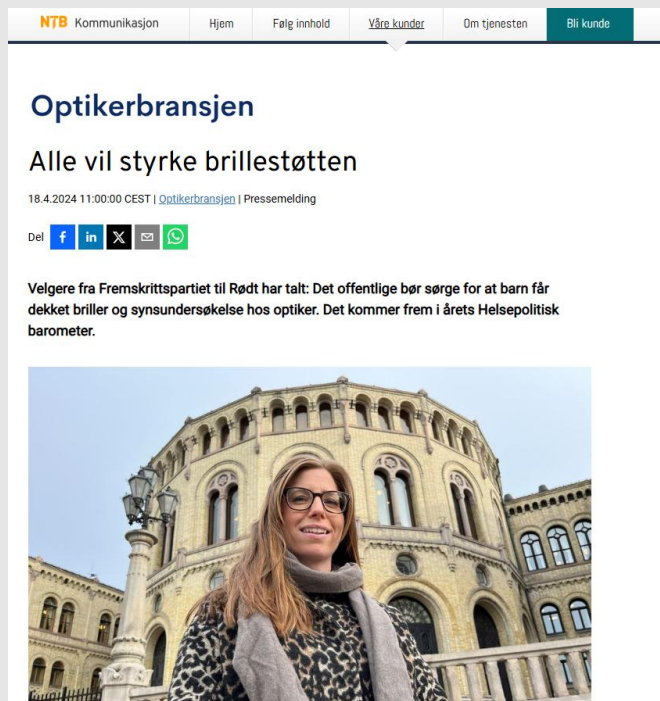 NTB Kommunikasjon
Hjem
Følg innhold
Våre kunder
Om tjenesten
Bli kunde
Optikerbransjen
Alle vil styrke brillestøtten
18.4.2024 11:00:00 CEST | Optikerbransjen | Pressemelding
Del
Velgere fra Fremskrittspartiet til Rødt har talt: Det offentlige bør sørge for at barn får
dekket briller og synsundersøkelse hos optiker. Det kommer frem i årets Helsepolitisk
barometer.